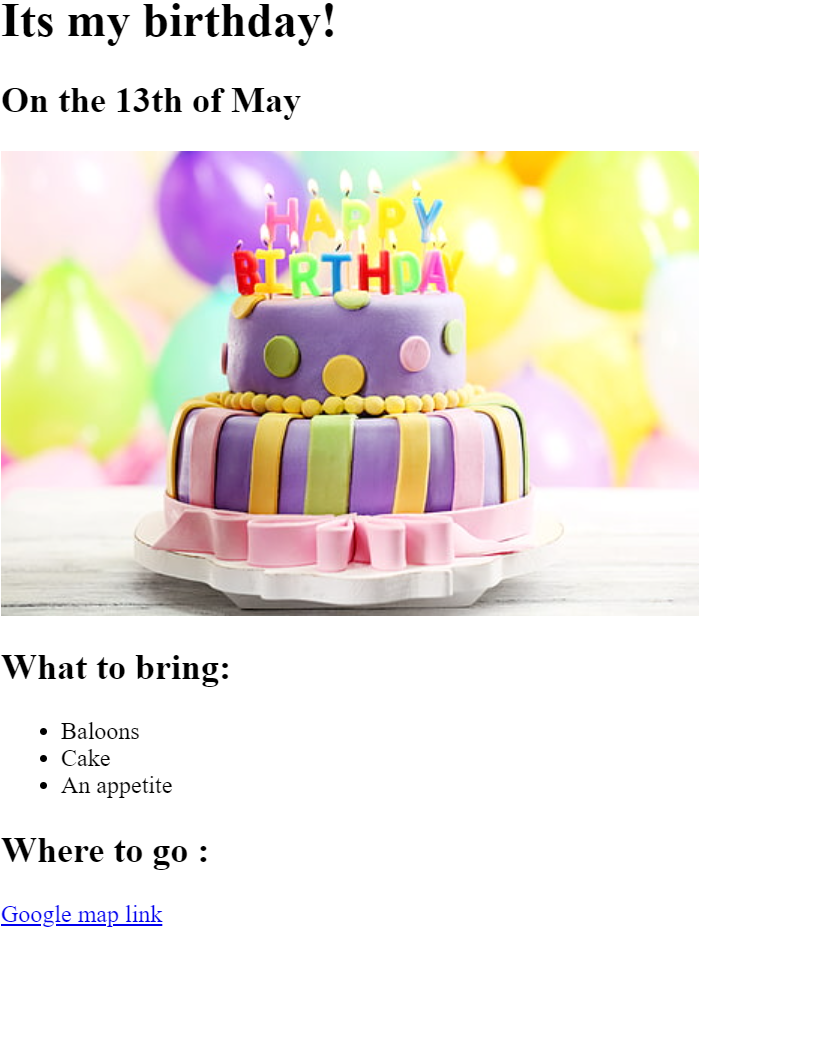 Its my birthday!
On the 13th of May
HAPPY
BIRTHDAY
What to bring:
Baloons
Cake
An appetite
Where to go :
Google map link